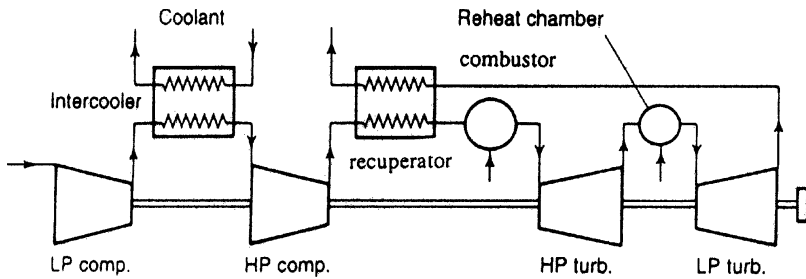 Coolant
Reheat chamber
combustor
Intercooler
recuperator
LP comp.
HP comp.
HP turb.
LP turb.